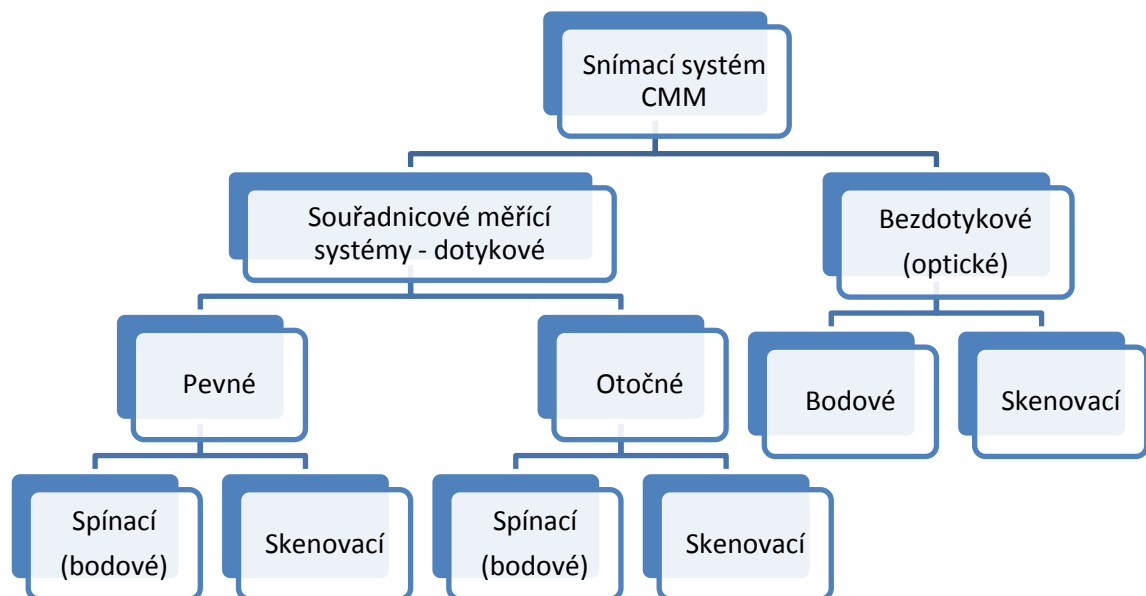 Snímací systém
CMM
Souřadnicové měřící
systémy - dotykové
Bezdotykové
(optické)
Pevné
Otočné
Bodové
Skenovací
Spínací
(bodové)
Skenovací
Spínací
(bodové)
Skenovací